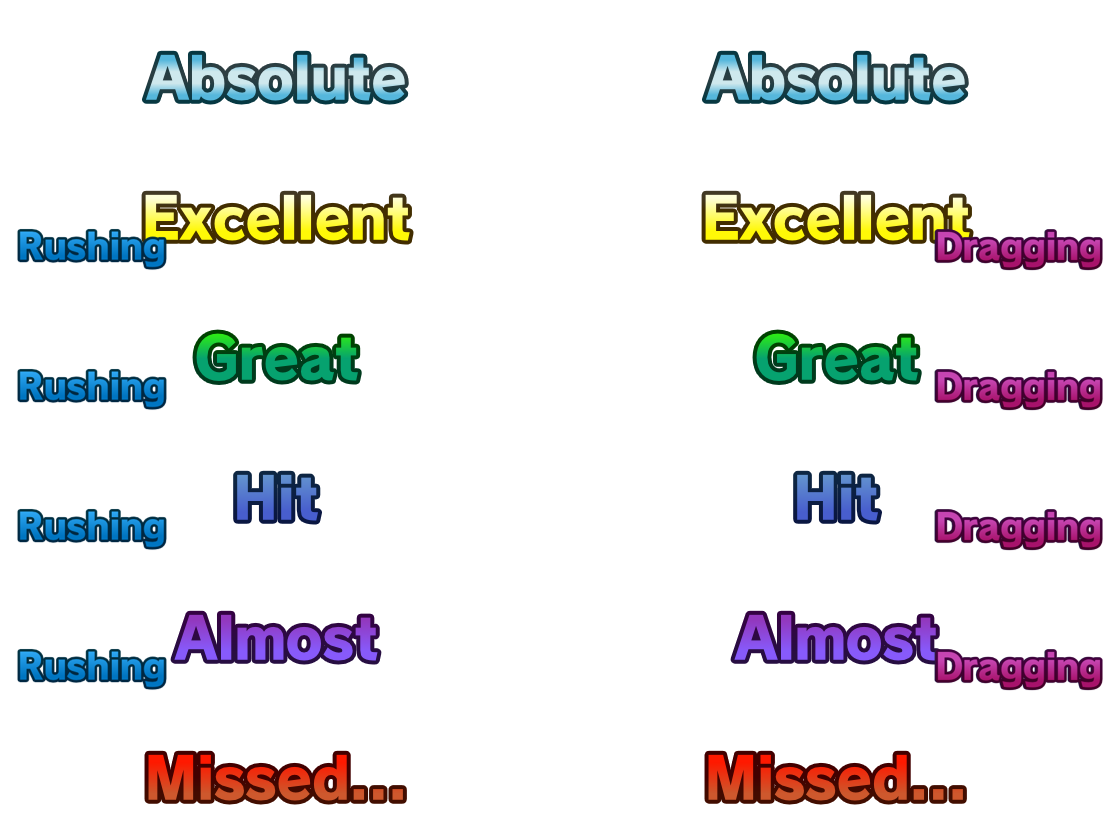 Absolute Absolute
Excellent Excellent
Rushing Dragging
Great Great
Rushing Dragging
Hit Hit
Rushing Dragging
Almost Almost
Rushing Dragging
Missed... Missed...